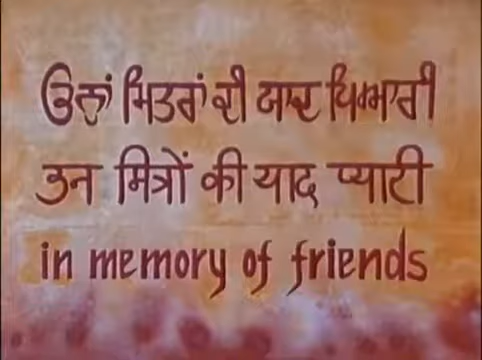 ਉਨਾਂ ਮਿਤਰਾਂ ਦੀ ਯਾਦ ਪਿਆਰੀ
उन मित्रों की याद प्याटी
in memory of friends